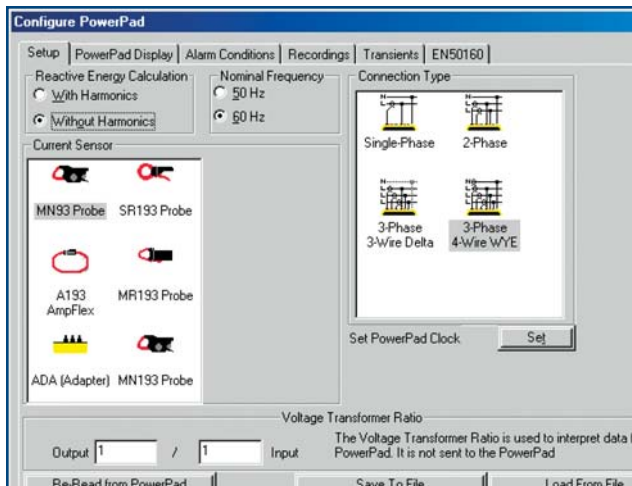 Configure PowerPad
Setup PowerPad Display Alarm Conditions Recordings Transients EN50160
Reactive Energy Calculation
With Harmonics
Without Harmonics
Nominal Frequency
50 Hz
60 Hz
Connection Type
Single-Phase
2-Phase
3-Phase
3-Wire Delta
3-Phase
4-Wire WYE
Current Sensor
MN93 Probe
SR193 Probe
A193
AmpFlex
MR193 Probe
ADA (Adapter)
MN193 Probe
Set PowerPad Clock
Set
Voltage Transformer Ratio
Output 1 / 1 Input
The Voltage Transformer Ratio is used to interpret data
PowerPad. It is not sent to the PowerPad
Re-Read from PowerPad Save To File Load From File